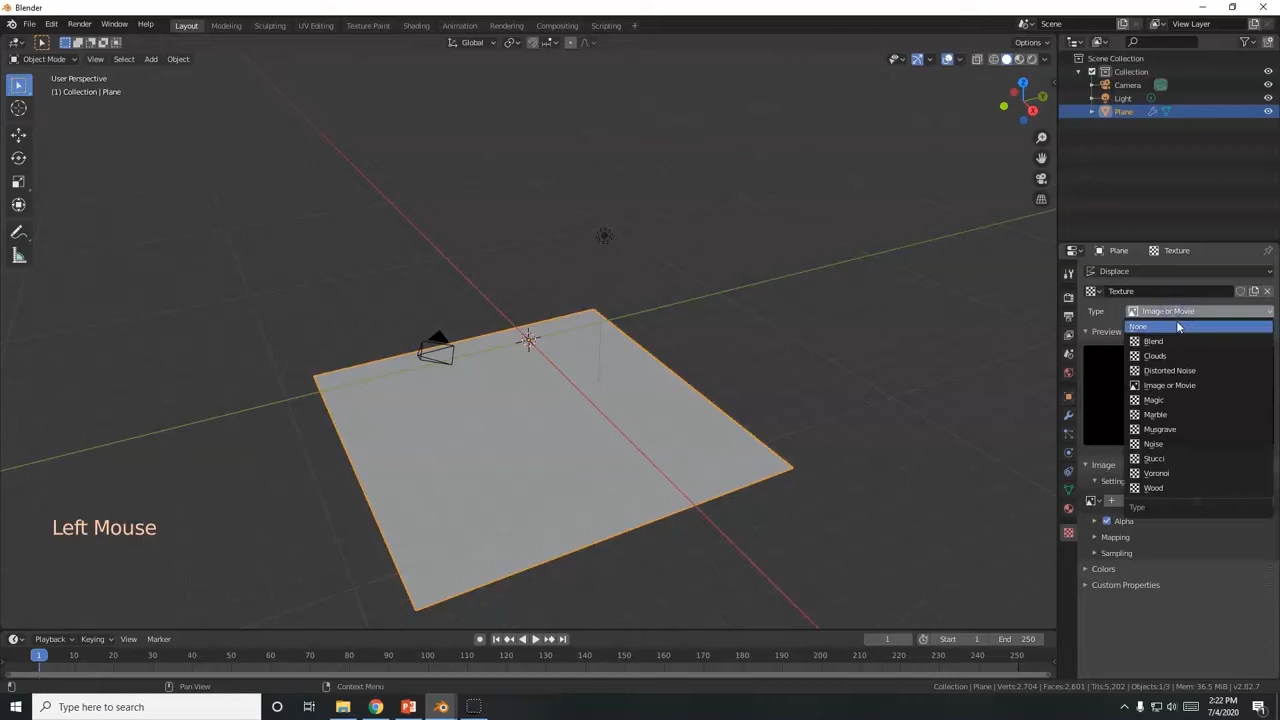 Blender
File Edit Render Window Help
Layout Modeling Sculpting UV Editing Texture Paint Shading Animation Rendering Compositing Scripting +
Scene
View Layer
Global
Options
Object Mode View Select Add Object
User Perspective
(1) Collection | Plane
Z
Y
X
Scene Collection
Collection
Camera
Light
Plane
Plane Texture
Displace
Texture
Type Image or Movie
None
Preview
Blend
Clouds
Distorted Noise
Image or Movie
Magic
Marble
Musgrave
Noise
Stucci
Voronoi
Wood
Type
Image
Alpha
Mapping
Sampling
Colors
Custom Properties
Left Mouse
Playback Keying View Marker
1
Start 1
End 250
1 10 20 30 40 50 60 70 80 90 100 110 120 130 140 150 160 170 180 190 200 210 220 230 240 250
Pan View
Context Menu
Collection | Plane | Verts:2,704 | Faces:2,601 | Tris:5,202 | Objects:1/3 | Mem: 36.5 MiB | v2.82.7
Type here to search
2:22 PM
7/4/2020